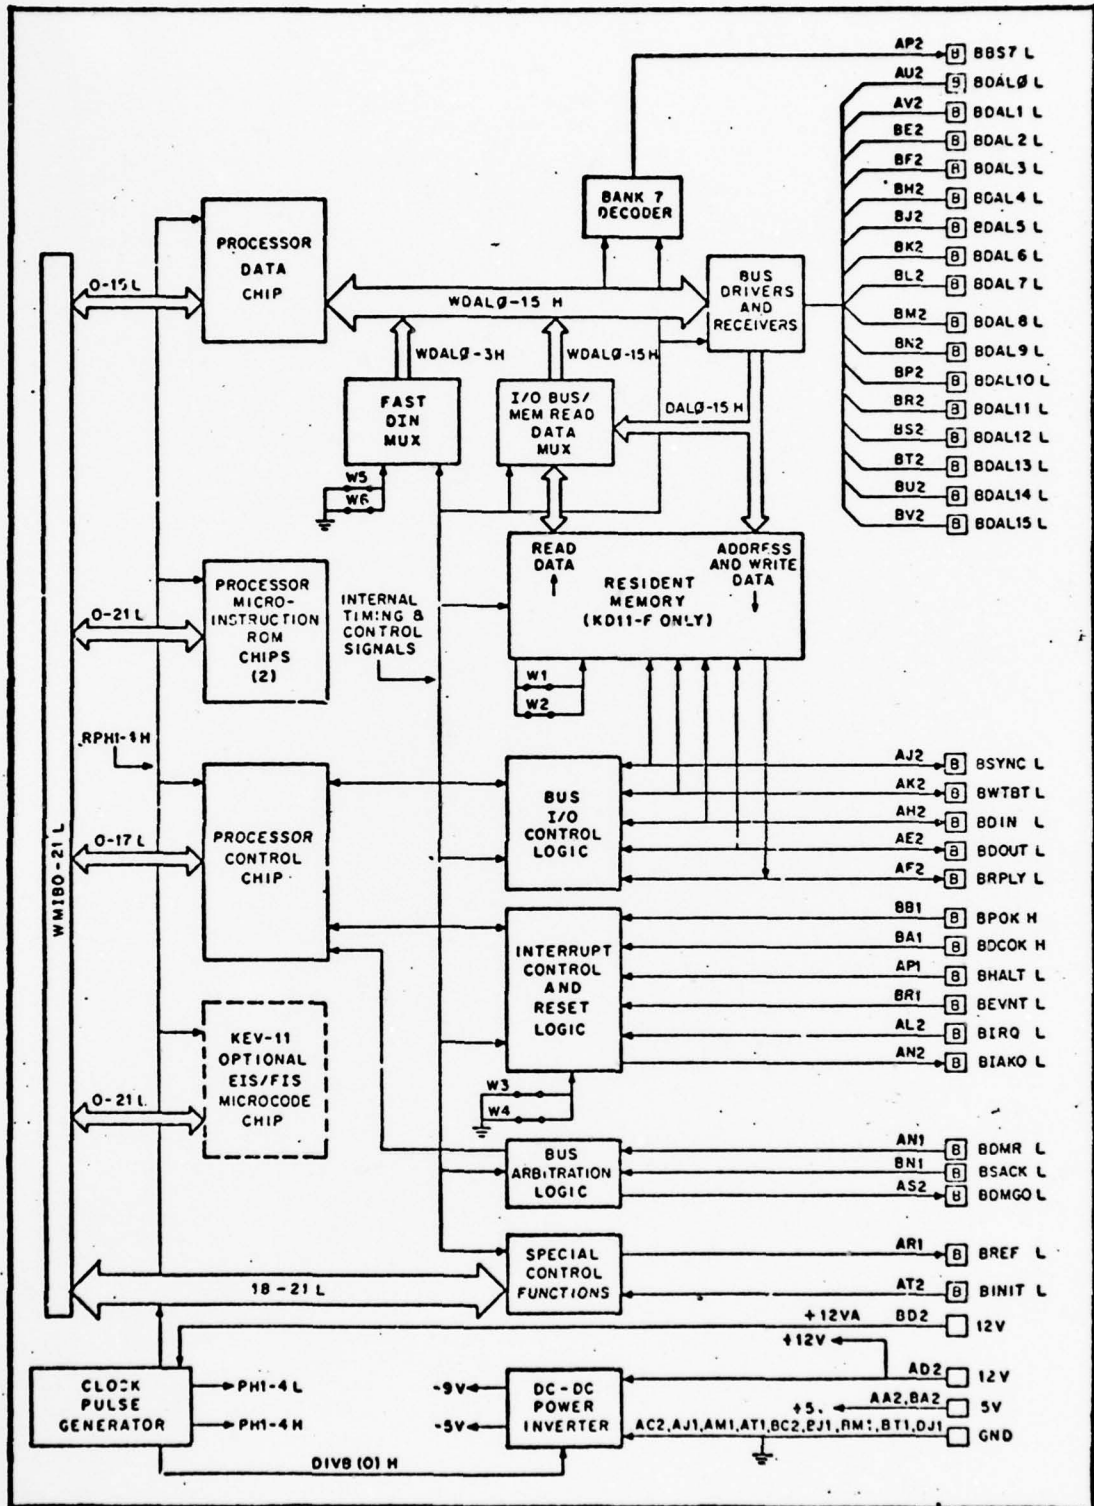 AP2 B BBS7 L
AU2 B BDALØ L
AV2 B BDAL1 L
BE2 B BDAL2 L
BF2 B BDAL3 L
BH2 B BDAL4 L
BJ2 B BDAL5 L
BK2 B BDAL6 L
BL2 B BDAL7 L
BM2 B BDAL8 L
BN2 B BDAL9 L
BP2 B BDAL10 L
BR2 B BDAL11 L
BS2 B BDAL12 L
BT2 B BDAL13 L
BU2 B BDAL14 L
BV2 B BDAL15 L
BANK 7
DECODER
PROCESSOR
DATA
CHIP
0-15 L
WDALØ-15 H
BUS
DRIVERS
AND
RECEIVERS
WDALØ-3H
WDALØ-15H
DALØ-15 H
FAST
DIN
MUX
I/O BUS/
MEM READ
DATA
MUX
W5
W6
READ
DATA
ADDRESS
AND WRITE
DATA
RESIDENT
MEMORY
(KD11-F ONLY)
W1
W2
PROCESSOR
MICRO-
INSTRUCTION
ROM
CHIPS
(2)
0-21 L
INTERNAL
TIMING &
CONTROL
SIGNALS
RPH1-4 H
WMIB0-21 L
PROCESSOR
CONTROL
CHIP
0-17 L
BUS
I/O
CONTROL
LOGIC
AJ2 B BSYNC L
AK2 B BWTBT L
AH2 B BDIN L
AE2 B BDOUT L
AF2 B BRPLY L
INTERRUPT
CONTROL
AND
RESET
LOGIC
BB1 B BPOK H
BA1 B BDCOK H
AP1 B BHALT L
BR1 B BEVNT L
AL2 B BIRQ L
AN2 B BIAKO L
W3
W4
KEV-11
OPTIONAL
EIS/FIS
MICROCODE
CHIP
0-21 L
BUS
ARBITRATION
LOGIC
AN1 B BDMR L
BN1 B BSACK L
AS2 B BDMGO L
SPECIAL
CONTROL
FUNCTIONS
18-21 L
AR1 B BREF L
AT2 B BINIT L
+12VA BD2 12V
+12V
AD2 12V
AA2, BA2 5V
AC2,AJ1,AM1,AT1,BC2,BJ1,BM1,BT1,DJ1 GND
CLOCK
PULSE
GENERATOR
PH1-4 L
PH1-4 H
-9V
-5V
DC-DC
POWER
INVERTER
DIVB (0) H